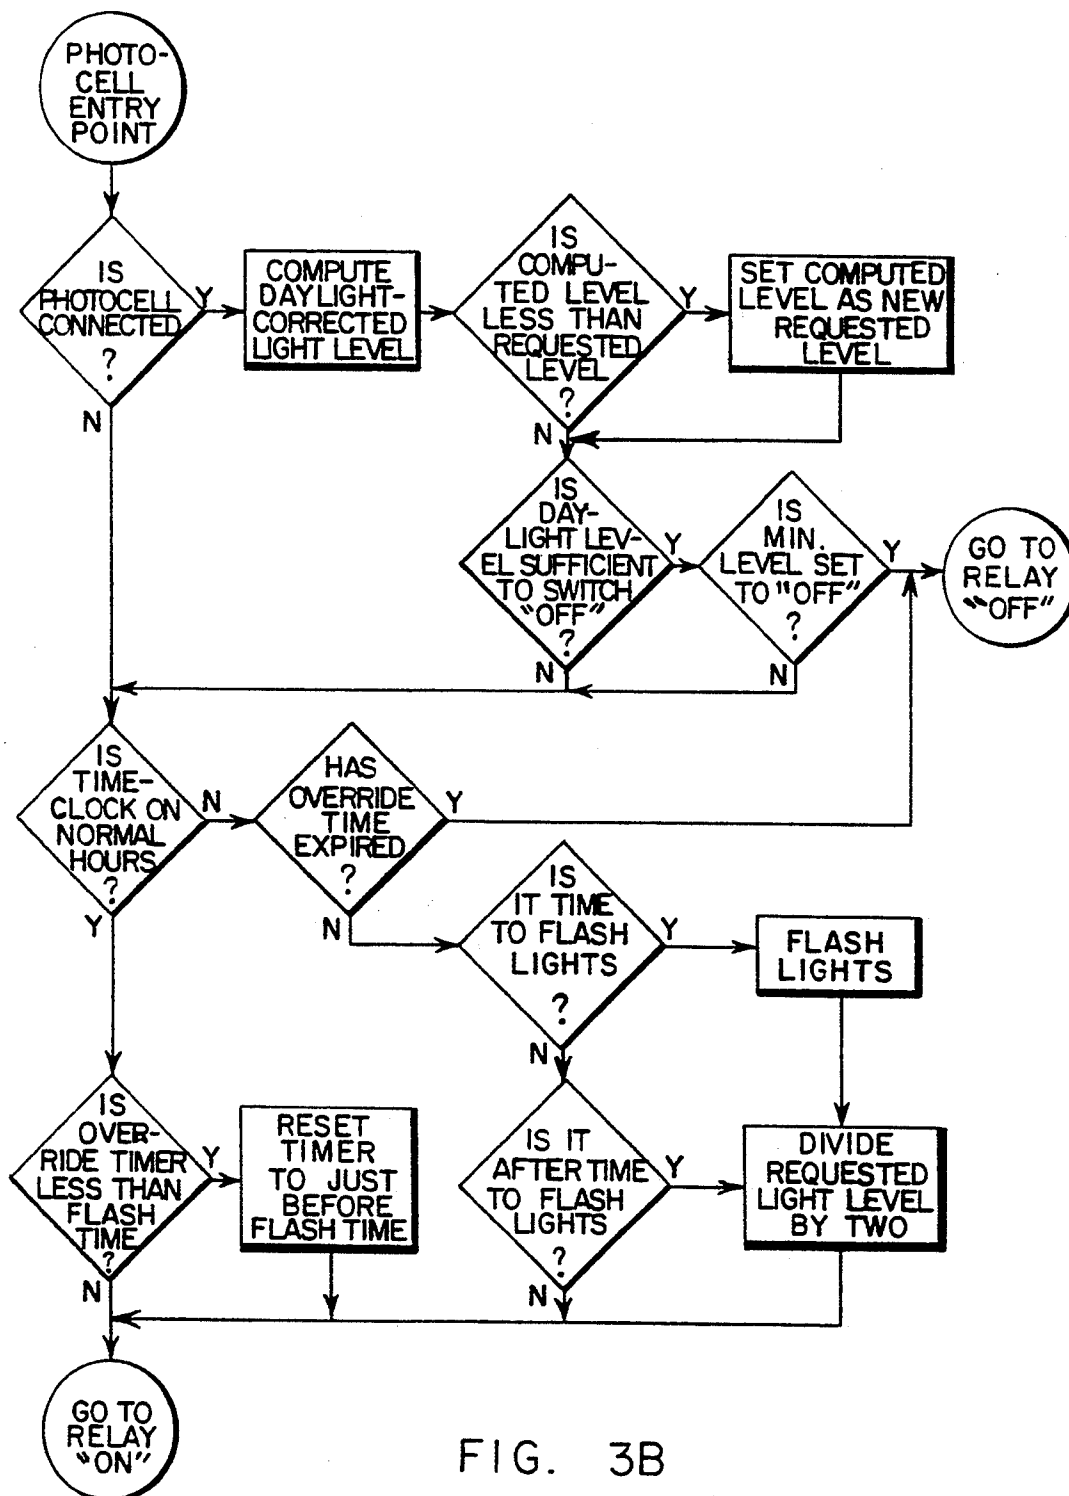 PHOTO-
CELL
ENTRY
POINT
IS
PHOTOCELL
CONNECTED
?
Y
N
COMPUTE
DAYLIGHT-
CORRECTED
LIGHT LEVEL
IS
COMPU-
TED LEVEL
LESS THAN
REQUESTED
LEVEL
?
Y
N
SET COMPUTED
LEVEL AS NEW
REQUESTED
LEVEL
IS
DAY-
LIGHT LEV-
EL SUFFICIENT
TO SWITCH
"OFF"
?
Y
N
IS
MIN.
LEVEL SET
TO "OFF"
?
Y
N
GO TO
RELAY
"OFF"
IS
TIME-
CLOCK ON
NORMAL
HOURS
?
N
Y
HAS
OVERRIDE
TIME
EXPIRED
?
Y
N
IS
IT TIME
TO FLASH
LIGHTS
?
Y
N
FLASH
LIGHTS
IS
OVER-
RIDE TIMER
LESS THAN
FLASH
TIME
?
Y
N
RESET
TIMER
TO JUST
BEFORE
FLASH TIME
IS IT
AFTER TIME
TO FLASH
LIGHTS
?
Y
N
DIVIDE
REQUESTED
LIGHT LEVEL
BY TWO
GO TO
RELAY
"ON"
FIG. 3B